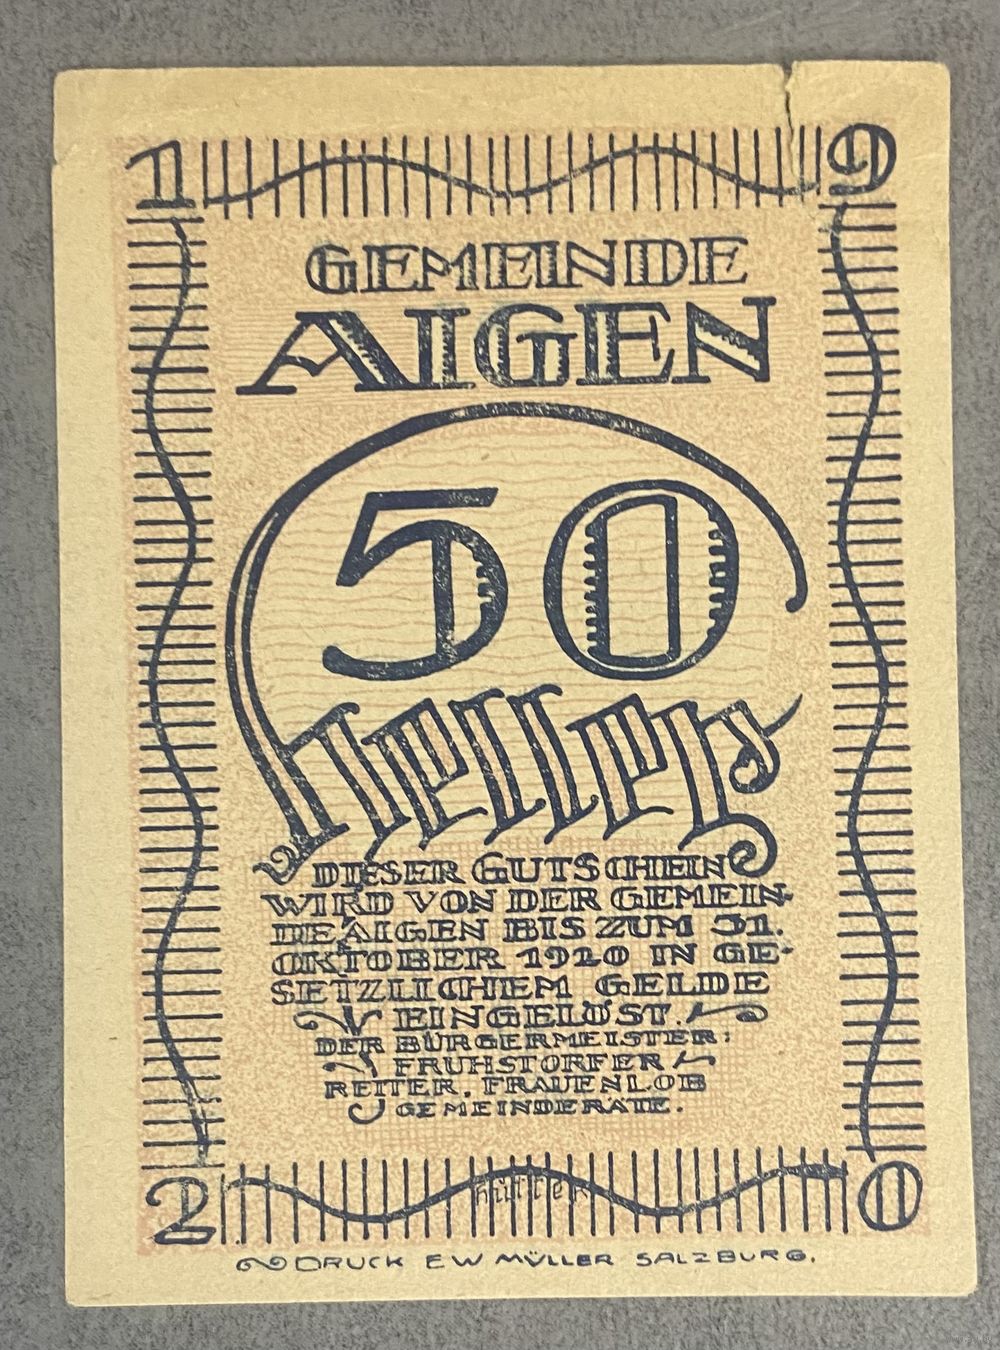 1 9
GEMEINDE
AIGEN
50
Heller
DIESER GUTSCHEIN
WIRD VON DER GEMEIN-
DE AIGEN BIS ZUM 31.
OKTOBER 1920 IN GE-
SETZLICHEM GELDE
EINGELÖST.
DER BÜRGERMEISTER:
FRUHSTORFER
REITER, FRAUENLOB
GEMEINDERÄTE.
2 0
DRUCK E W MÜLLER SALZBURG.